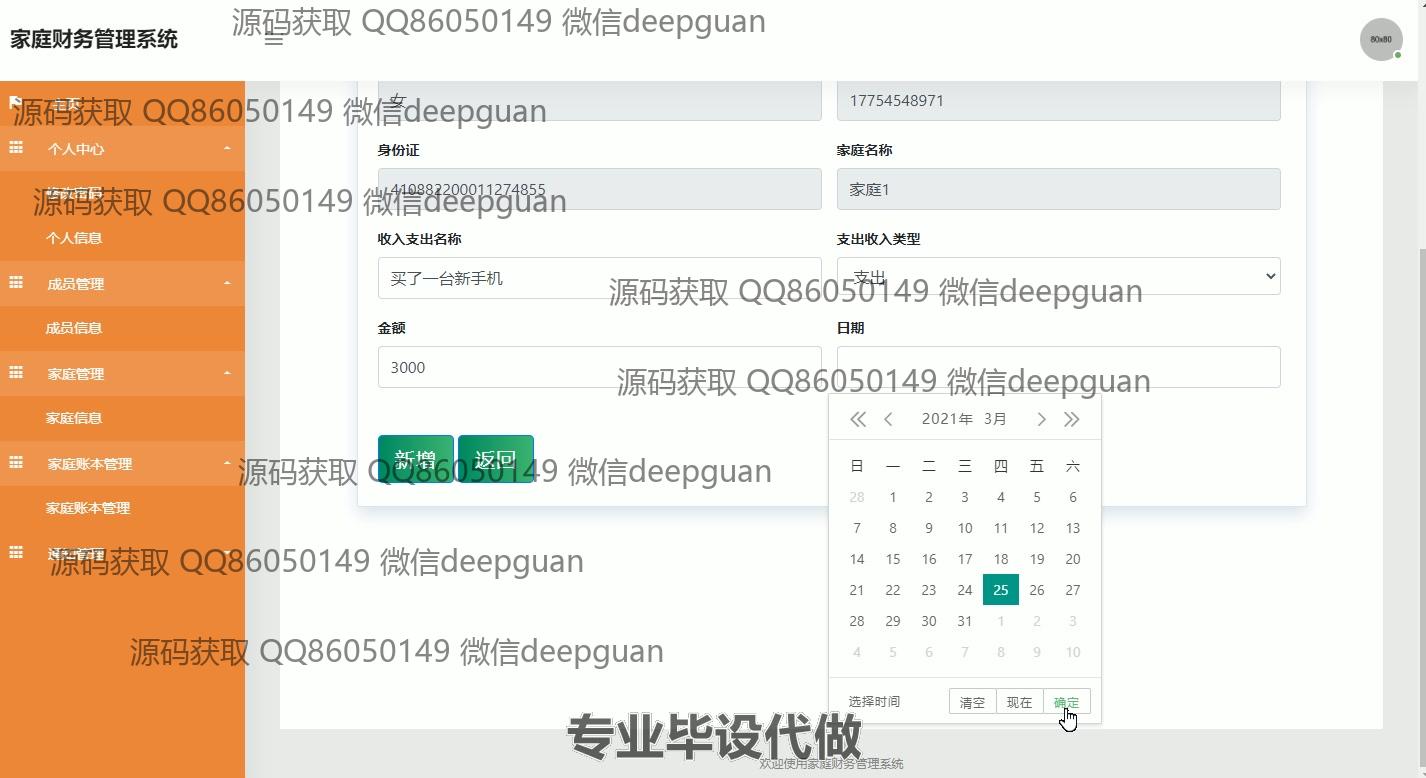 源码获取 QQ86050149 微信deepguan
家庭财务管理系统
80x80
主页
源码获取 QQ86050149 微信deepguan
女
17754548971
个人中心
身份证
家庭名称
修改密码
源码获取 QQ86050149 微信deepguan
410882200011274855
家庭1
个人信息
收入支出名称
支出收入类型
成员管理
买了一台新手机
支出
源码获取 QQ86050149 微信deepguan
成员信息
金额
日期
家庭管理
3000
源码获取 QQ86050149 微信deepguan
家庭信息
2021年 3月
家庭账本管理
新增
返回
源码获取 QQ86050149 微信deepguan
日 一 二 三 四 五 六
28 1 2 3 4 5 6
家庭账本管理
7 8 9 10 11 12 13
源码获取 QQ86050149 微信deepguan
14 15 16 17 18 19 20
21 22 23 24 25 26 27
28 29 30 31 1 2 3
源码获取 QQ86050149 微信deepguan
4 5 6 7 8 9 10
选择时间
清空
现在
确定
专业毕设代做
欢迎使用家庭财务管理系统